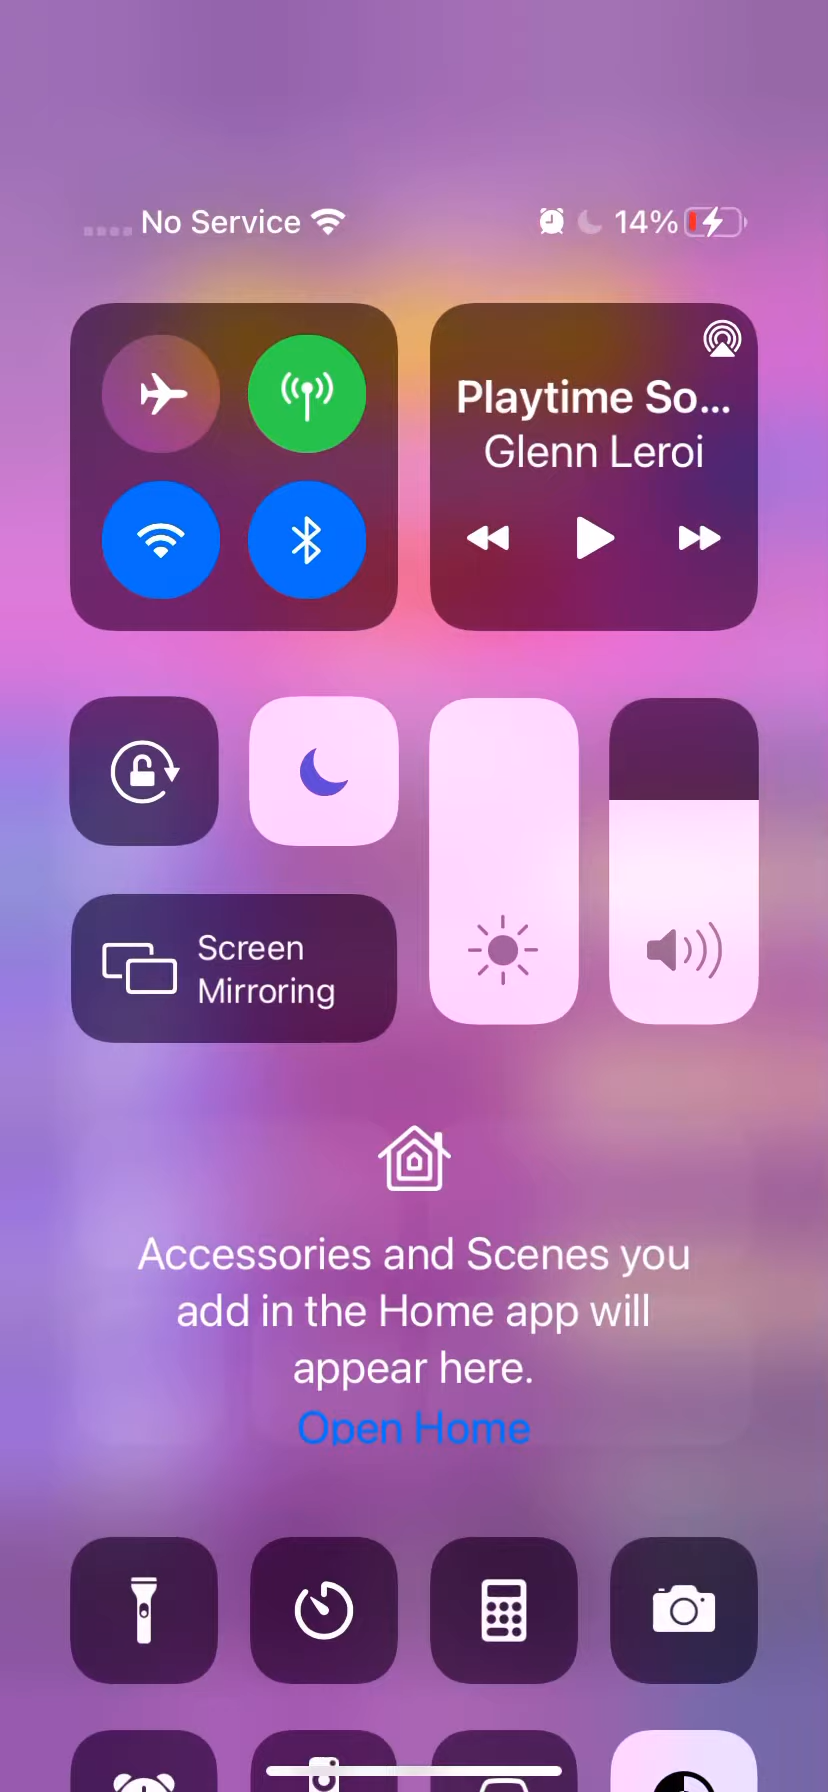 No Service
14%
Playtime So...
Glenn Leroi
Screen
Mirroring
Accessories and Scenes you
add in the Home app will
appear here.
Open Home